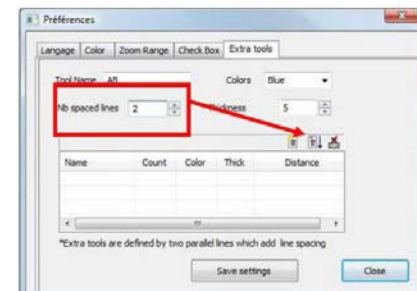 Préférences
Langage Color Zoom Range Check Box Extra tools
Tool Name AB Colors Blue
Nb spaced lines 2 Thickness 5
Name Count Color Thick Distance
*Extra tools are defined by two parallel lines which add line spacing
Save settings Close